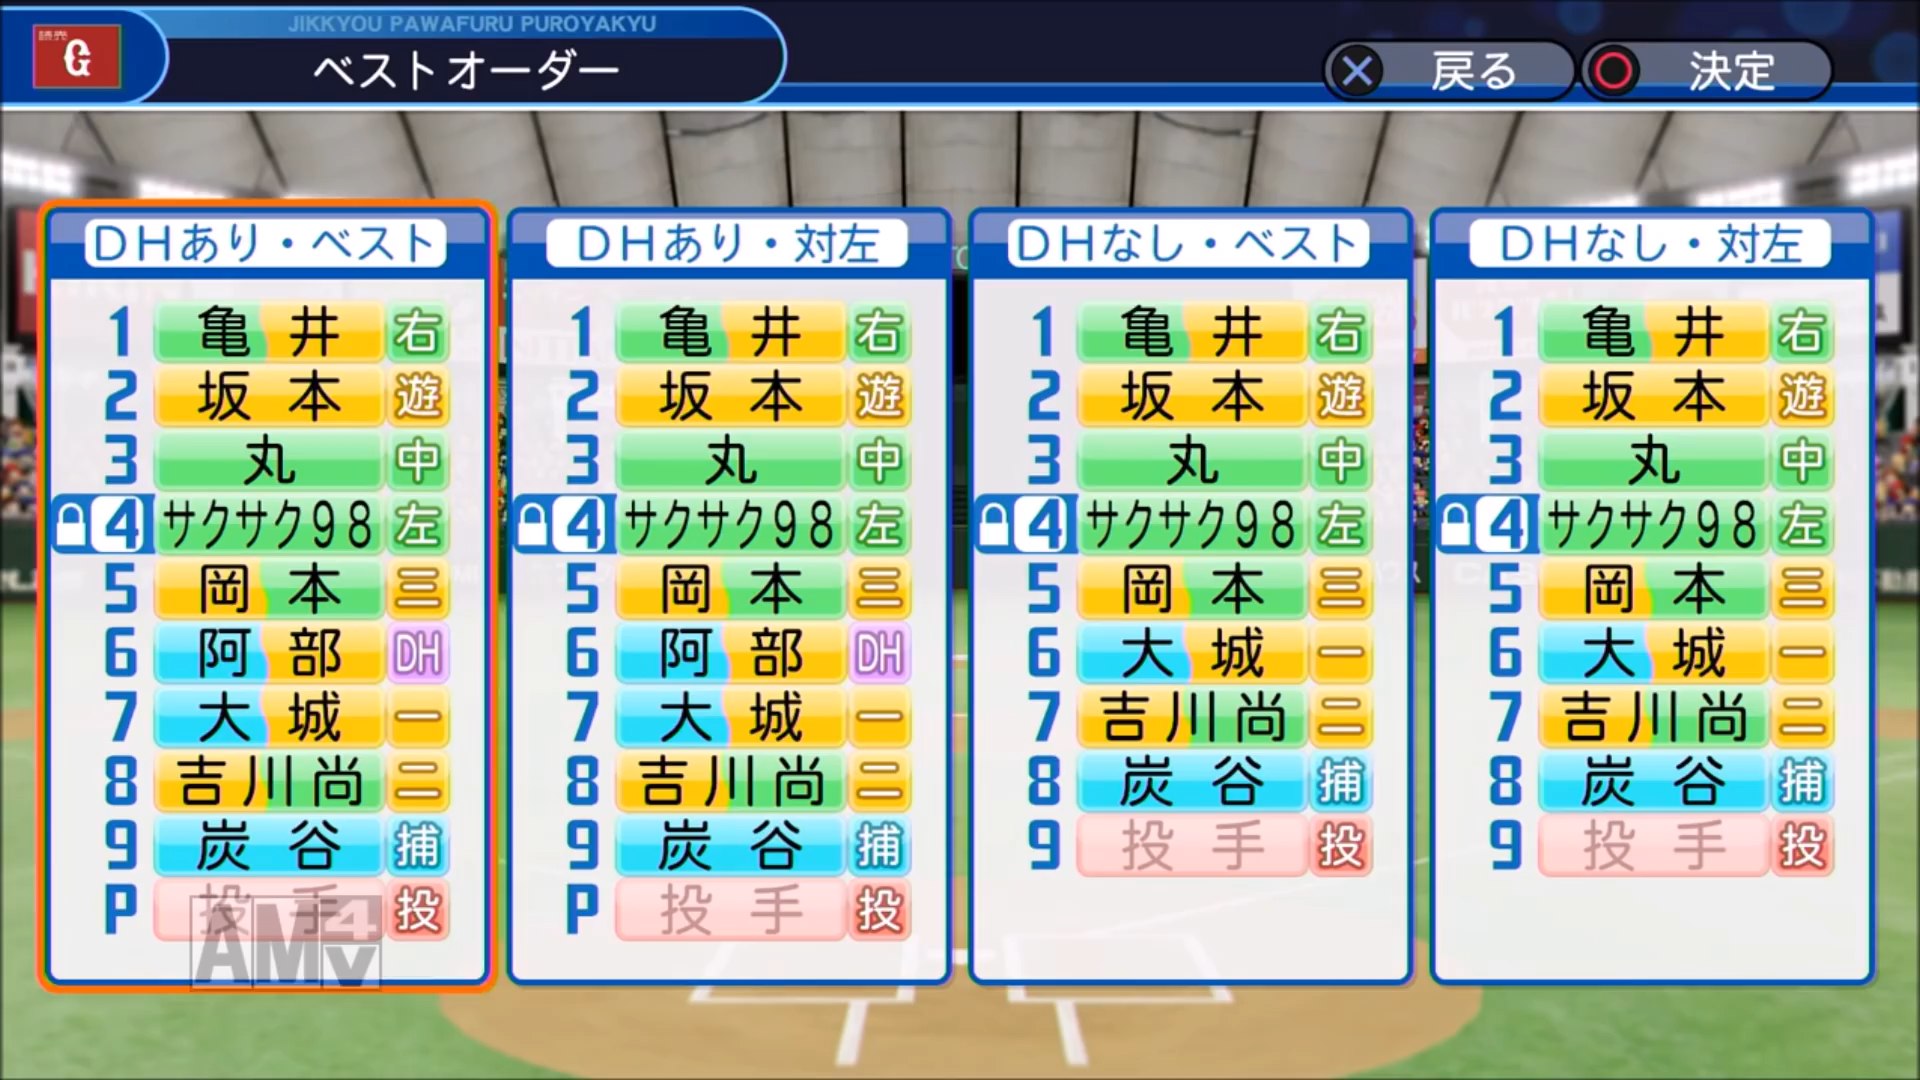 JIKKYOU PAWAFURU PUROYAKYU
読売
G
ベストオーダー
戻る
決定
DHあり・ベスト
1 亀井 右
2 坂本 遊
3 丸 中
4 サクサク98 左
5 岡本 三
6 阿部 DH
7 大城 一
8 吉川尚 二
9 炭谷 捕
P 投手 投
DHあり・対左
1 亀井 右
2 坂本 遊
3 丸 中
4 サクサク98 左
5 岡本 三
6 阿部 DH
7 大城 一
8 吉川尚 二
9 炭谷 捕
P 投手 投
DHなし・ベスト
1 亀井 右
2 坂本 遊
3 丸 中
4 サクサク98 左
5 岡本 三
6 大城 一
7 吉川尚 二
8 炭谷 捕
9 投手 投
DHなし・対左
1 亀井 右
2 坂本 遊
3 丸 中
4 サクサク98 左
5 岡本 三
6 大城 一
7 吉川尚 二
8 炭谷 捕
9 投手 投
AM4V